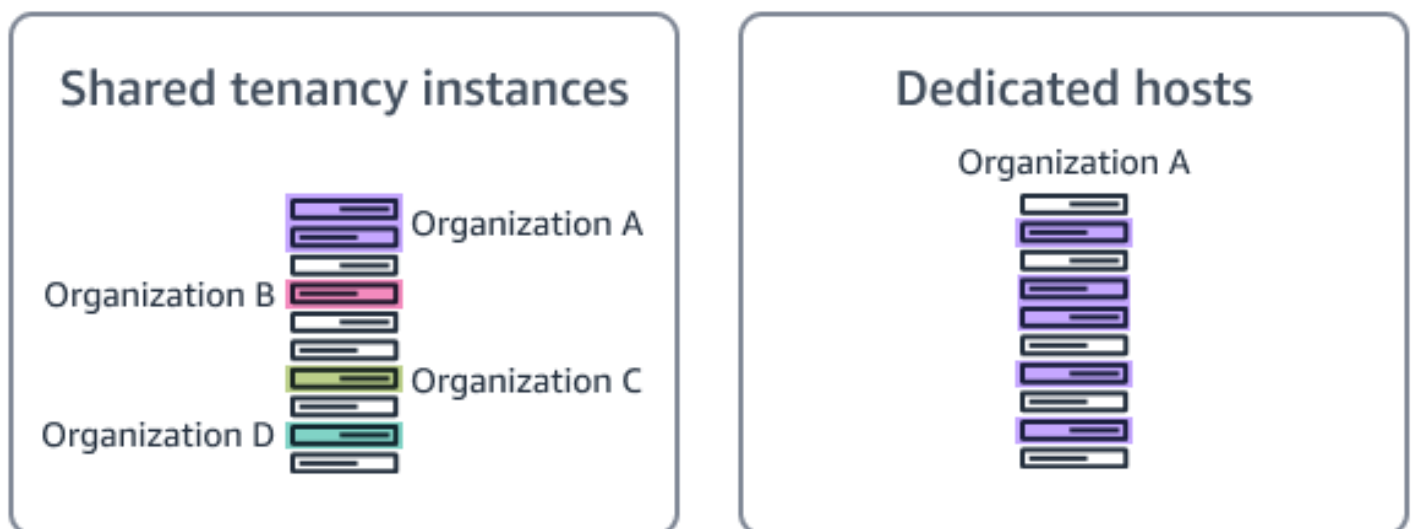 Shared tenancy instances
Organization A
Organization B
Organization C
Organization D
Dedicated hosts
Organization A